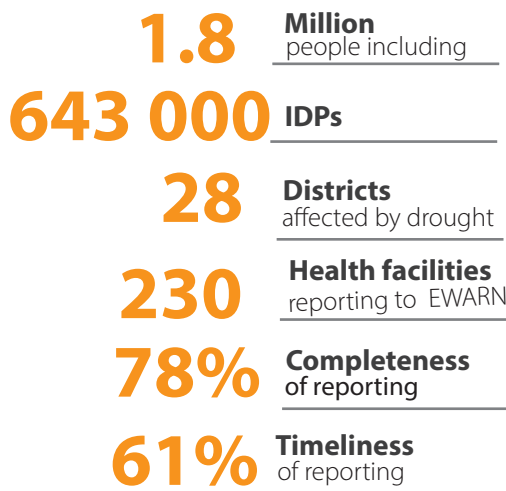 1.8 Million
people including
643 000 IDPs
28 Districts
affected by drought
230 Health facilities
reporting to EWARN
78% Completeness
of reporting
61% Timeliness
of reporting